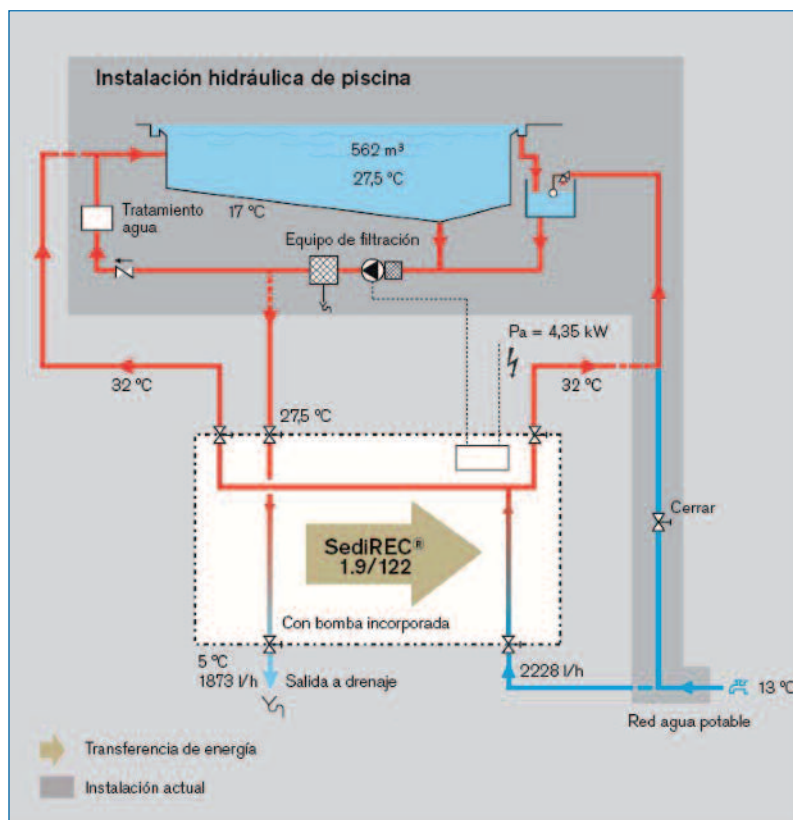 Instalación hidráulica de piscina
562 m³
27,5 °C
17 °C
Tratamiento
agua
Equipo de filtración
Pa = 4,35 kW
32 °C
32 °C
27,5 °C
Cerrar
SediREC®
1.9/122
Con bomba incorporada
5 °C
1873 l/h
Salida a drenaje
2228 l/h
13 °C
Red agua potable
Transferencia de energía
Instalación actual